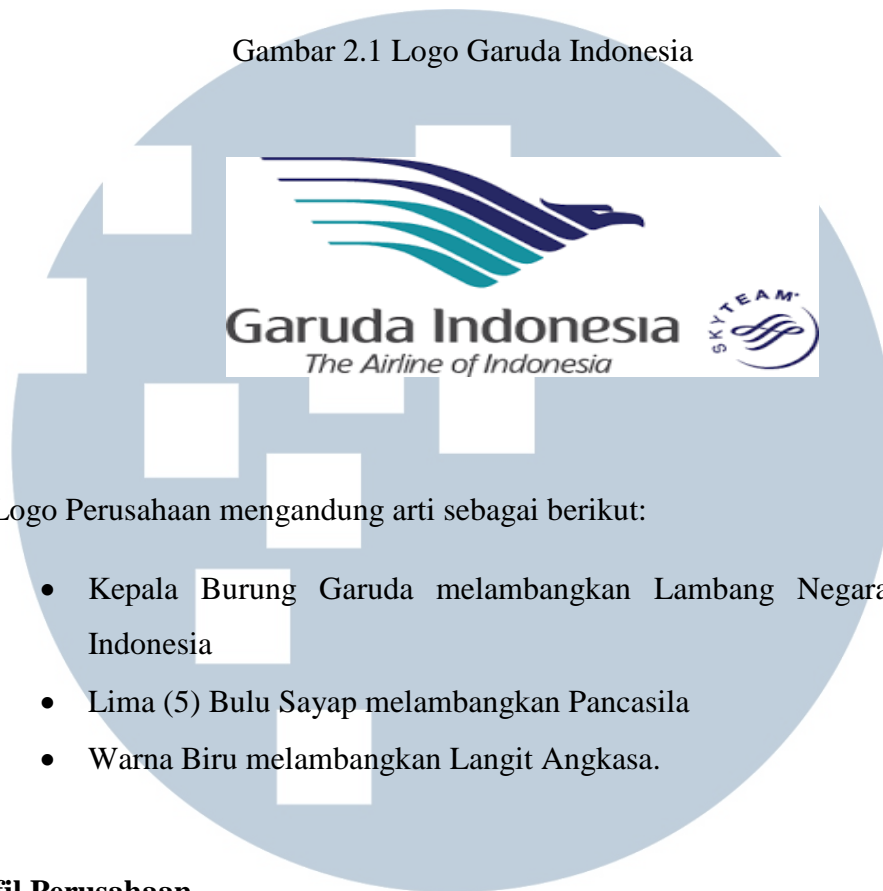 Gambar 2.1 Logo Garuda Indonesia
Garuda Indonesia
The Airline of Indonesia
SKYTEAM
Logo Perusahaan mengandung arti sebagai berikut:
• Kepala Burung Garuda melambangkan Lambang Negara
Indonesia
• Lima (5) Bulu Sayap melambangkan Pancasila
• Warna Biru melambangkan Langit Angkasa.
fil Perusahaan